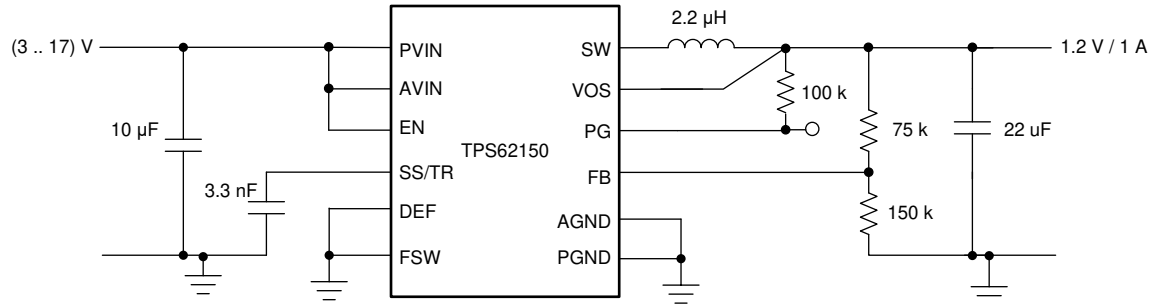 2.2 µH
(3 .. 17) V
PVIN
SW
1.2 V / 1 A
AVIN
VOS
100 k
10 µF
EN
PG
75 k
22 uF
TPS62150
3.3 nF
SS/TR
FB
DEF
AGND
150 k
FSW
PGND